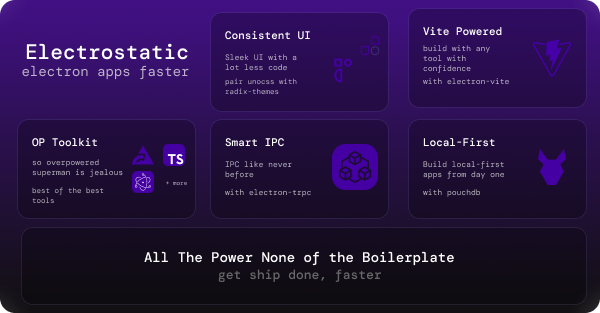 Electrostatic
electron apps faster
Consistent UI
Sleek UI with a
lot less code
pair unocss with
radix-themes
Vite Powered
build with any
tool with
confidence
with electron-vite
OP Toolkit
so overpowered
superman is jealous
best of the best
tools
TS
+ more
Smart IPC
IPC like never
before
with electron-trpc
Local-First
Build local-first
apps from day one
with pouchdb
All The Power None of the Boilerplate
get ship done, faster